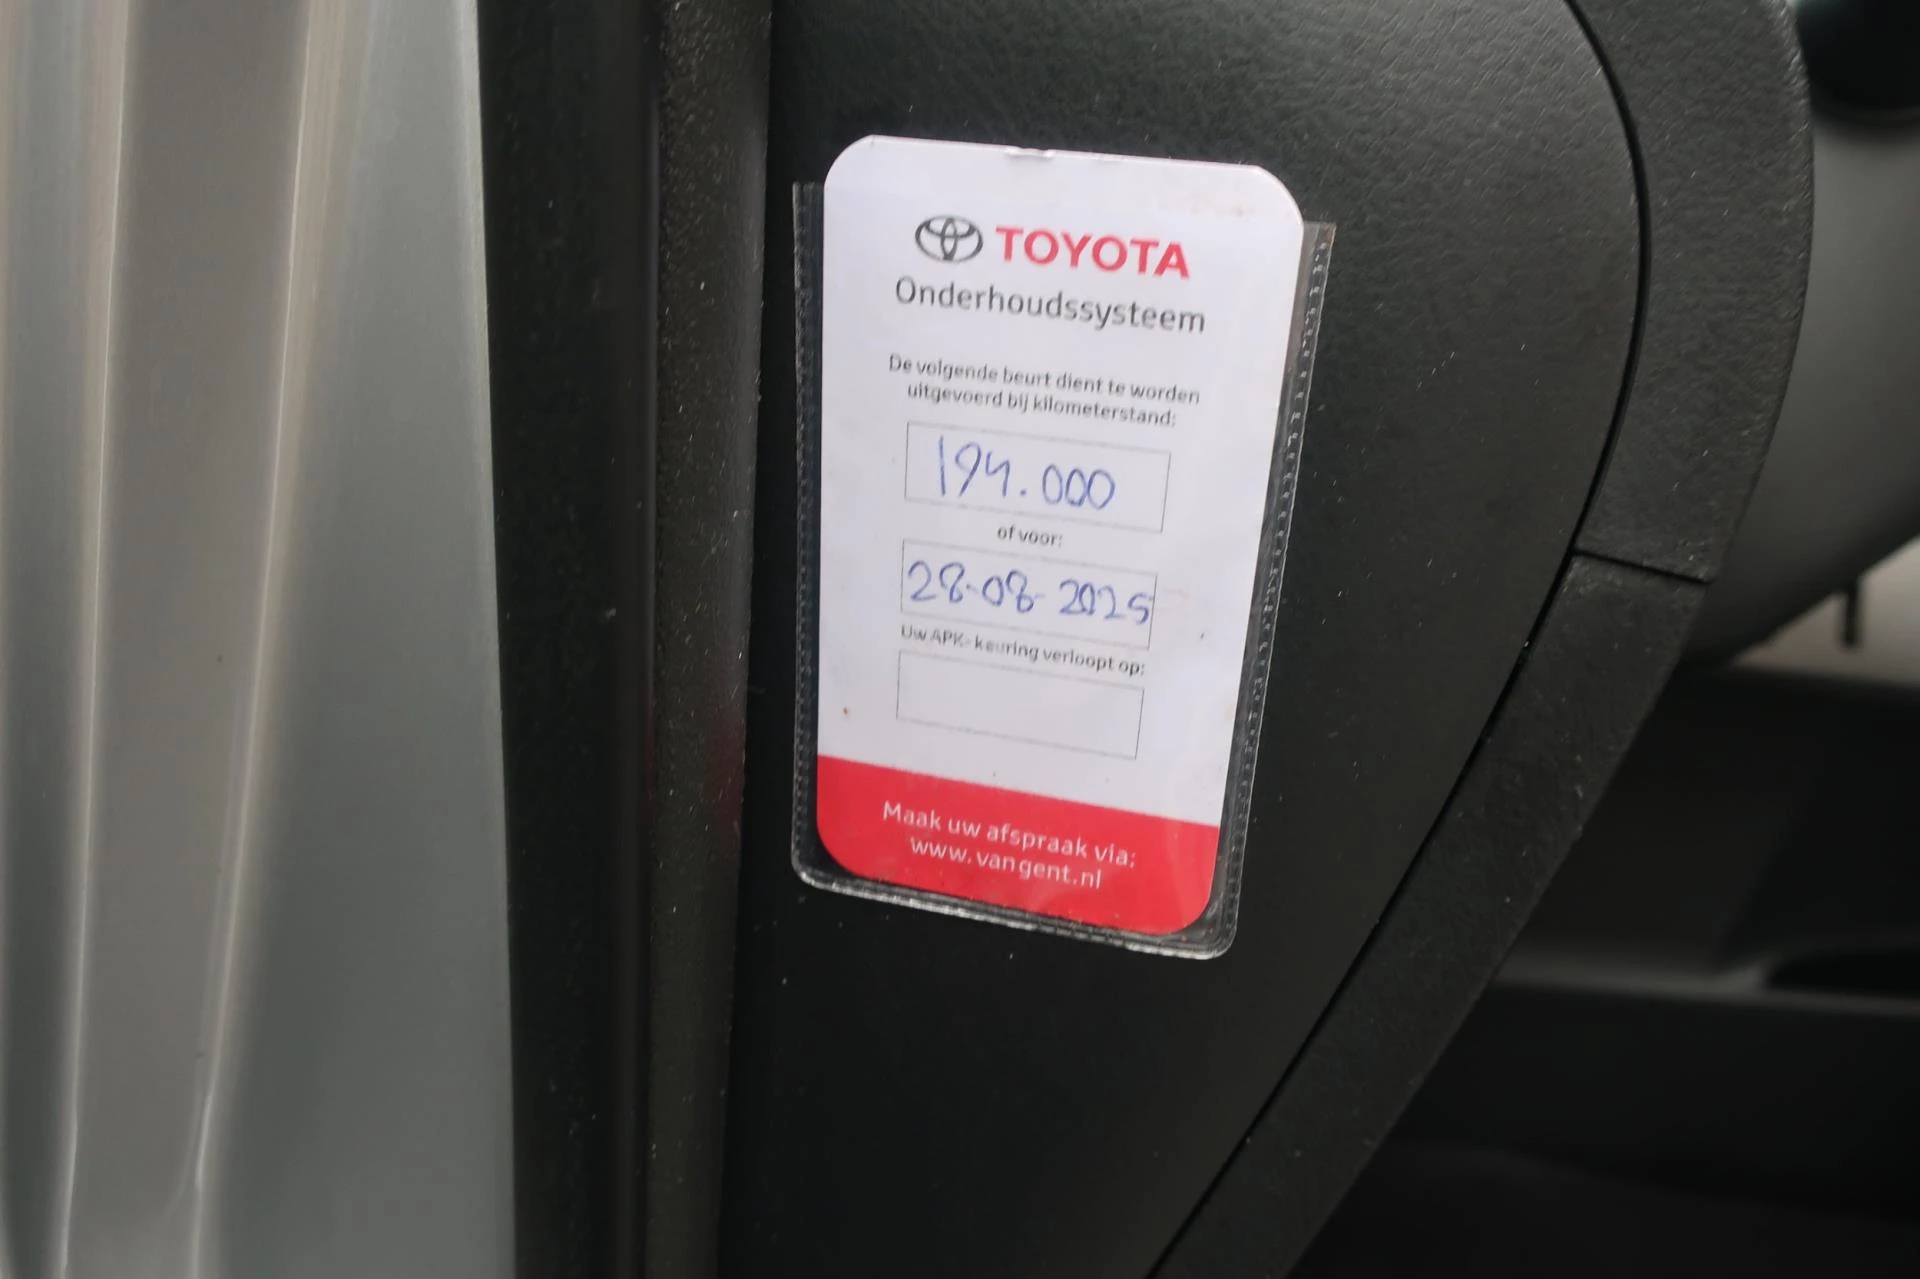 TOYOTA
Onderhoudssysteem
De volgende beurt dient te worden
uitgevoerd bij kilometerstand:
194.000
of voor:
28-08-2025
Uw APK-keuring verloopt op:
Maak uw afspraak via:
www.vangent.nl